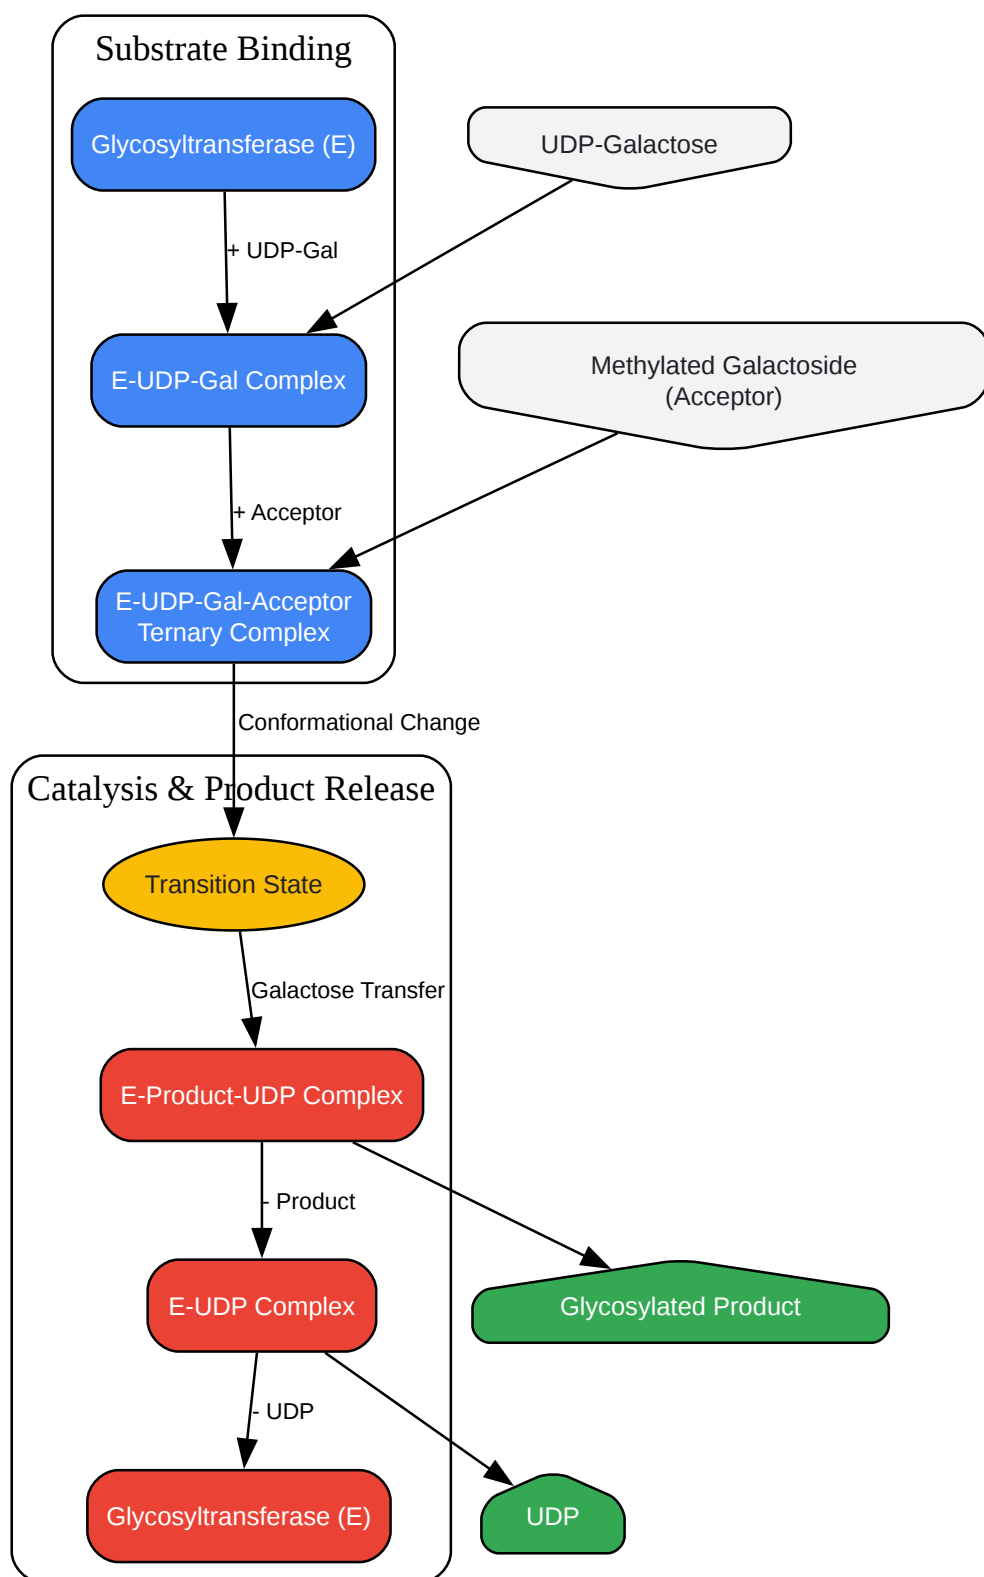 Substrate Binding
Glycosyltransferase (E)
UDP-Galactose
+ UDP-Gal
E-UDP-Gal Complex
Methylated Galactoside
(Acceptor)
+ Acceptor
E-UDP-Gal-Acceptor
Ternary Complex
Conformational Change
Catalysis & Product Release
Transition State
Galactose Transfer
E-Product-UDP Complex
- Product
E-UDP Complex
Glycosylated Product
- UDP
Glycosyltransferase (E)
UDP